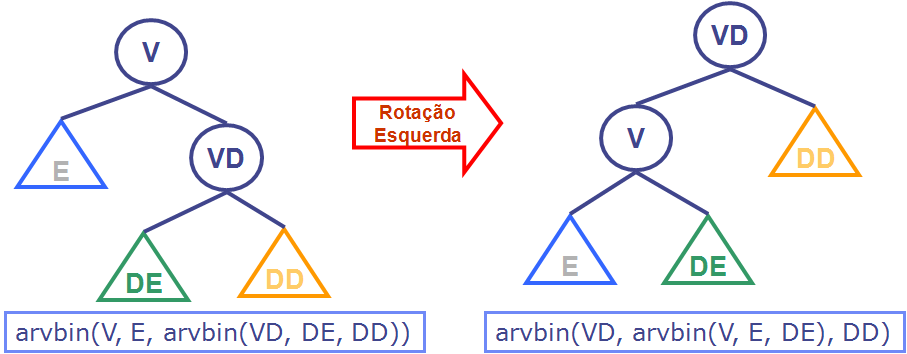 V
E
VD
DE
DD
arvbin(V, E, arvbin(VD, DE, DD))
Rotação
Esquerda
VD
V
DD
E
DE
arvbin(VD, arvbin(V, E, DE), DD)